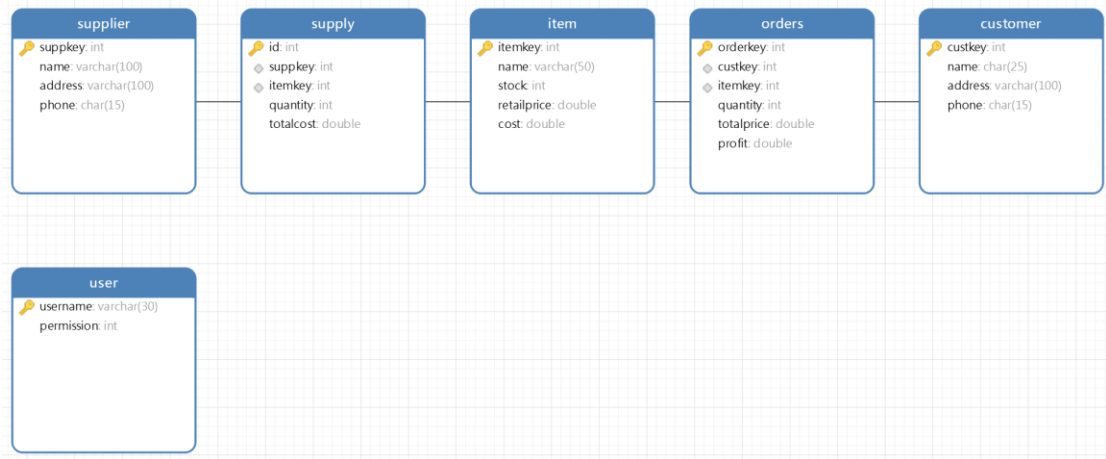 supplier
suppkey: int
name: varchar(100)
address: varchar(100)
phone: char(15)
supply
id: int
suppkey: int
itemkey: int
quantity: int
totalcost: double
item
itemkey: int
name: varchar(50)
stock: int
retailprice: double
cost: double
orders
orderkey: int
custkey: int
itemkey: int
quantity: int
totalprice: double
profit: double
customer
custkey: int
name: char(25)
address: varchar(100)
phone: char(15)
user
username: varchar(30)
permission: int